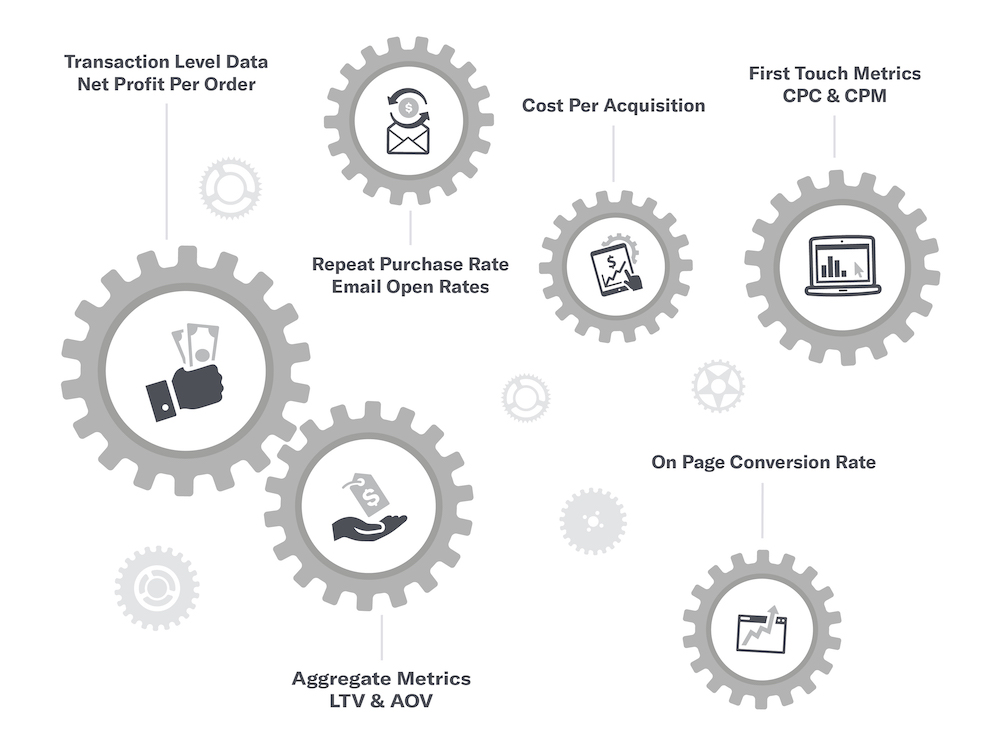 Transaction Level Data
Net Profit Per Order
$
Repeat Purchase Rate
Email Open Rates
Cost Per Acquisition
$
First Touch Metrics
CPC & CPM
$
Aggregate Metrics
LTV & AOV
On Page Conversion Rate